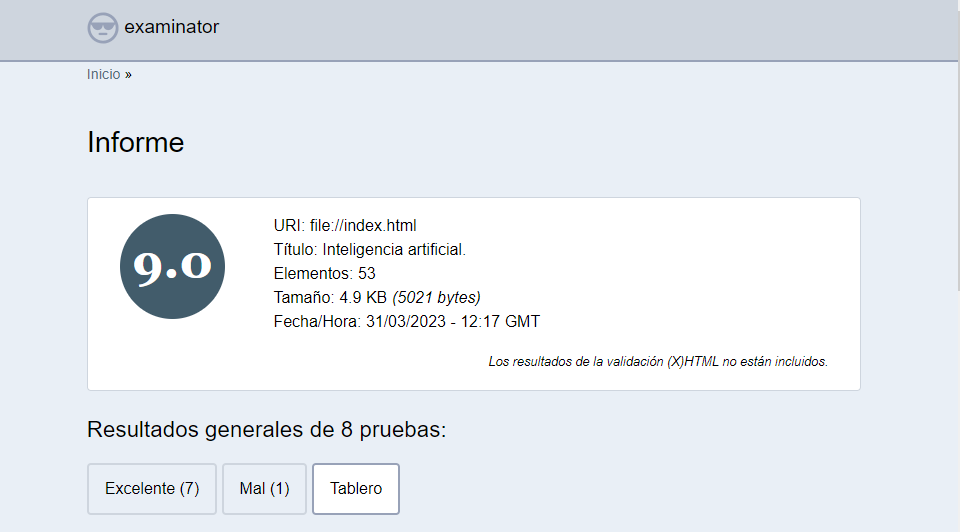 examinator
Inicio »
Informe
9.0
URI: file://index.html
Título: Inteligencia artificial.
Elementos: 53
Tamaño: 4.9 KB (5021 bytes)
Fecha/Hora: 31/03/2023 - 12:17 GMT
Los resultados de la validación (X)HTML no están incluidos.
Resultados generales de 8 pruebas:
Excelente (7) Mal (1) Tablero